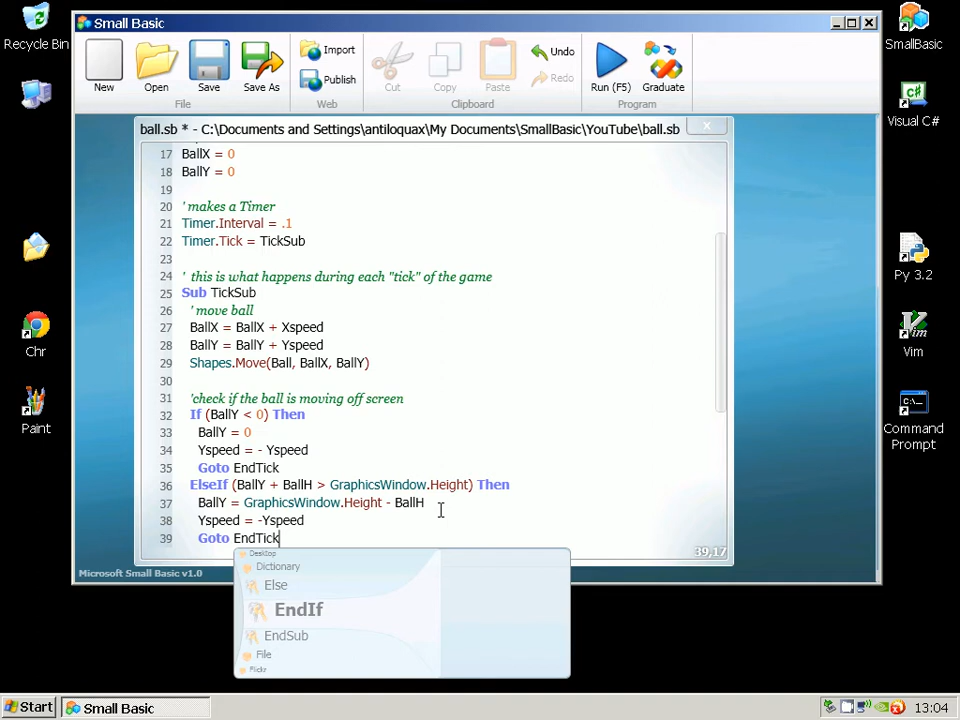 Recycle Bin
Small Basic
SmallBasic
New
Open
Save
Save As
Import
Publish
Cut
Copy
Paste
Undo
Redo
Run (F5)
Graduate
File
Web
Clipboard
Program
ball.sb * - C:\Documents and Settings\antiloquax\My Documents\SmallBasic\YouTube\ball.sb
x
17 BallX = 0
18 BallY = 0
19
20 ' makes a Timer
21 Timer.Interval = .1
22 Timer.Tick = TickSub
23
24 ' this is what happens during each "tick" of the game
25 Sub TickSub
26 ' move ball
27 BallX = BallX + Xspeed
28 BallY = BallY + Yspeed
29 Shapes.Move(Ball, BallX, BallY)
30
31 'check if the ball is moving off screen
32 If (BallY < 0) Then
33 BallY = 0
34 Yspeed = - Yspeed
35 Goto EndTick
36 ElseIf (BallY + BallH > GraphicsWindow.Height) Then
37 BallY = GraphicsWindow.Height - BallH
38 Yspeed = -Yspeed
39 Goto EndTick
39,17
Desktop
Dictionary
Else
EndIf
EndSub
File
Flickr
Microsoft Small Basic v1.0
Visual C#
Py 3.2
Chr
Vim
Paint
Command
Prompt
Start
Small Basic
13:04